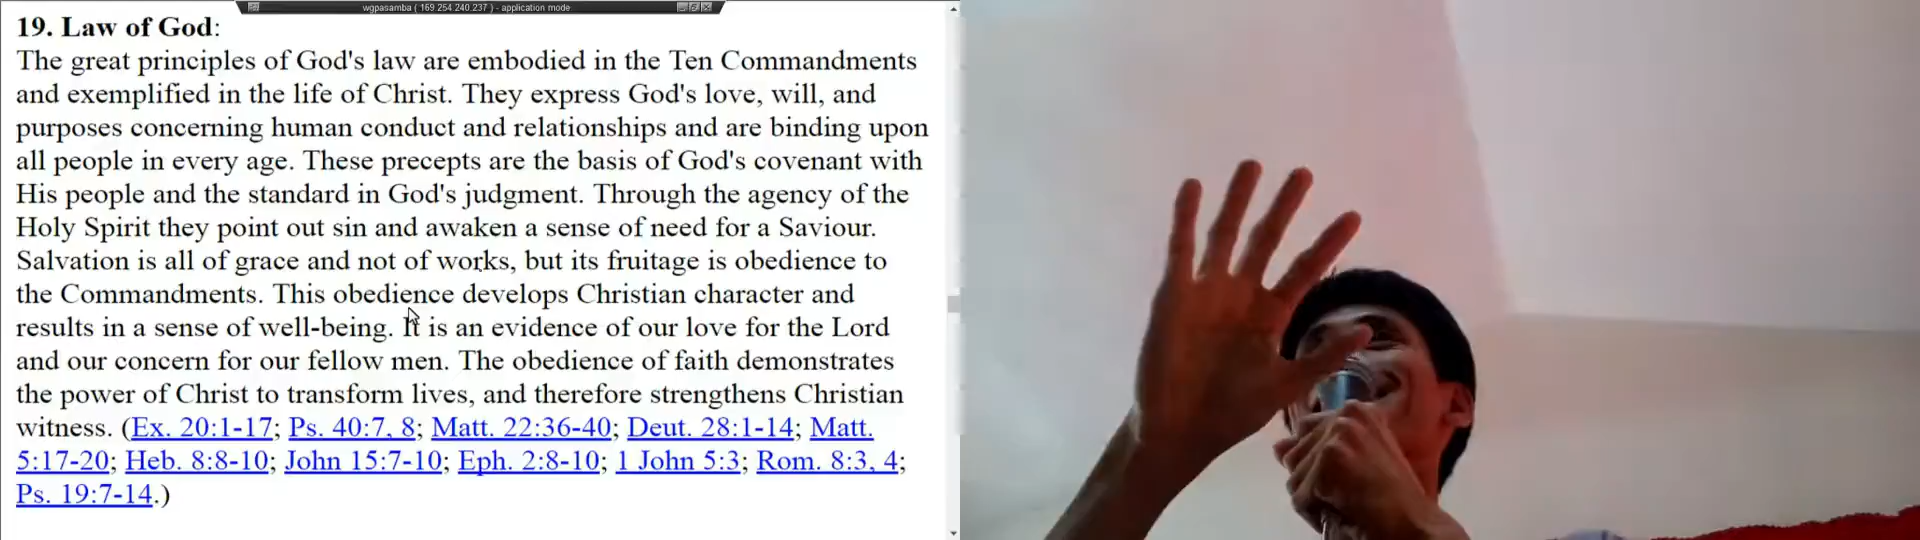 wgpasamba ( 169.254.240.237 ) - application mode
19. Law of God:
The great principles of God's law are embodied in the Ten Commandments
and exemplified in the life of Christ. They express God's love, will, and
purposes concerning human conduct and relationships and are binding upon
all people in every age. These precepts are the basis of God's covenant with
His people and the standard in God's judgment. Through the agency of the
Holy Spirit they point out sin and awaken a sense of need for a Saviour.
Salvation is all of grace and not of works, but its fruitage is obedience to
the Commandments. This obedience develops Christian character and
results in a sense of well-being. It is an evidence of our love for the Lord
and our concern for our fellow men. The obedience of faith demonstrates
the power of Christ to transform lives, and therefore strengthens Christian
witness. (Ex. 20:1-17; Ps. 40:7, 8; Matt. 22:36-40; Deut. 28:1-14; Matt.
5:17-20; Heb. 8:8-10; John 15:7-10; Eph. 2:8-10; 1 John 5:3; Rom. 8:3, 4;
Ps. 19:7-14.)